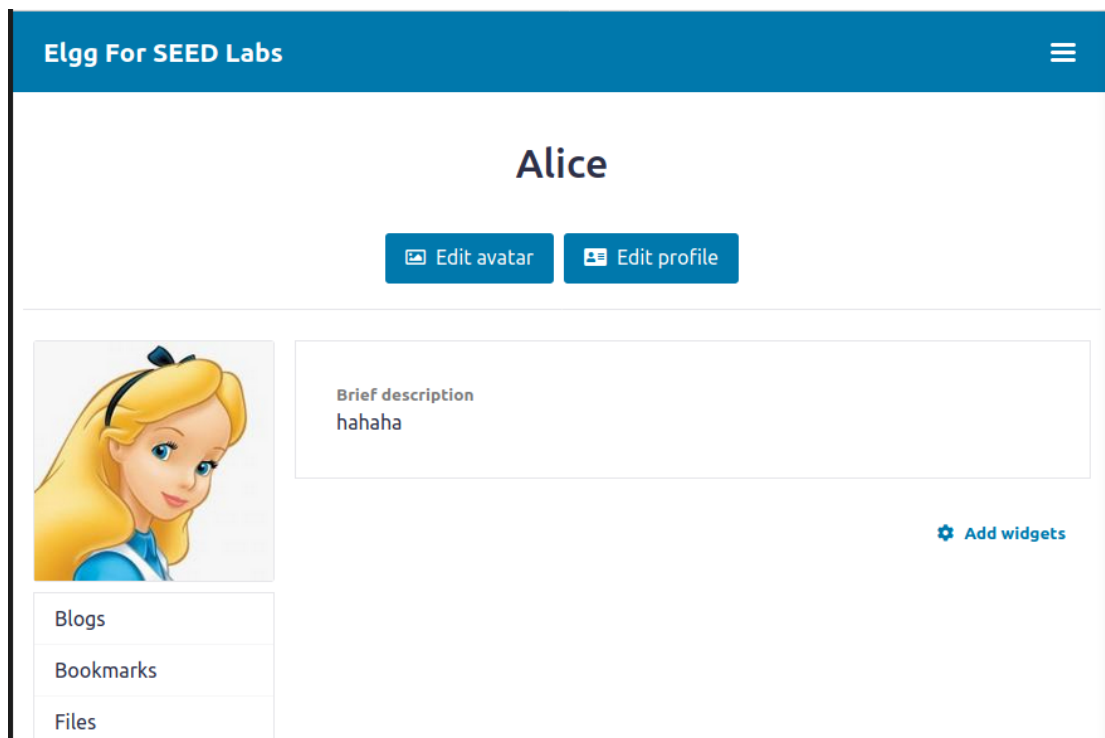 Elgg For SEED Labs
Alice
Edit avatar
Edit profile
Brief description
hahaha
Add widgets
Blogs
Bookmarks
Files